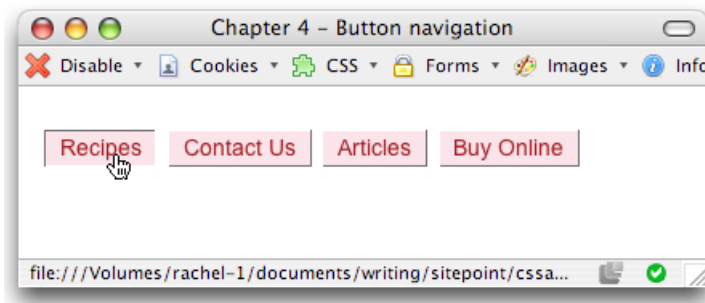 Chapter 4 – Button navigation
Disable Cookies CSS Forms Images Info
Recipes Contact Us Articles Buy Online
file:///Volumes/rachel-1/documents/writing/sitepoint/cssa...